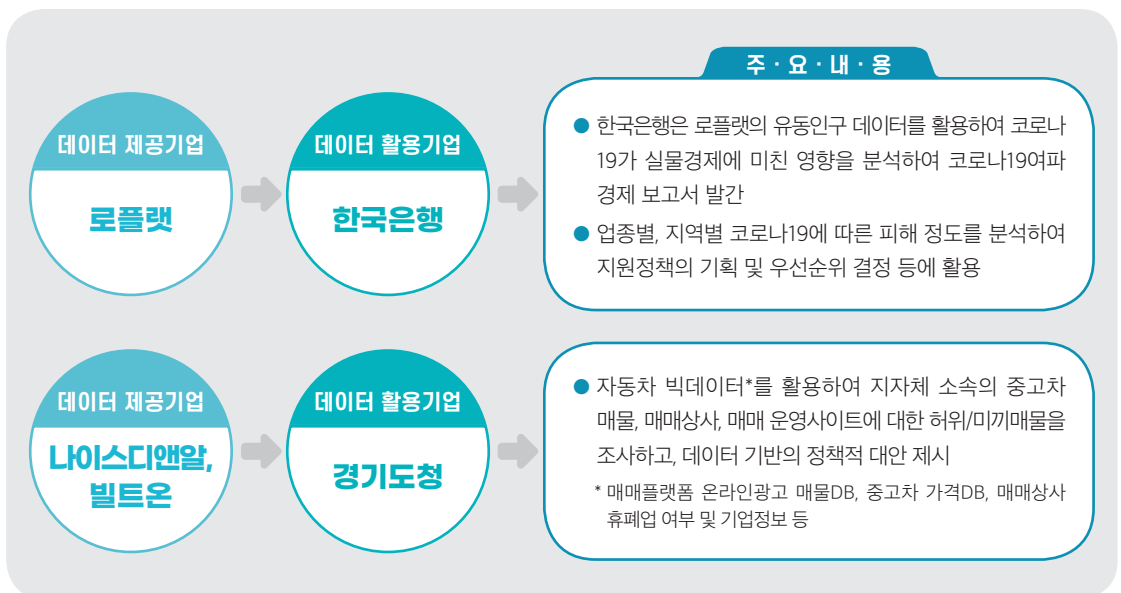 주·요·내·용
데이터 제공기업
로플랫
데이터 활용기업
한국은행
● 한국은행은 로플랫의 유동인구 데이터를 활용하여 코로나
19가 실물경제에 미친 영향을 분석하여 코로나19여파
경제 보고서 발간
● 업종별, 지역별 코로나19에 따른 피해 정도를 분석하여
지원정책의 기획 및 우선순위 결정 등에 활용
데이터 제공기업
나이스디앤알,
빌트온
데이터 활용기업
경기도청
● 자동차 빅데이터*를 활용하여 지자체 소속의 중고차
매물, 매매상사, 매매 운영사이트에 대한 허위/미끼매물을
조사하고, 데이터 기반의 정책적 대안 제시
* 매매플랫폼 온라인광고 매물DB, 중고차 가격DB, 매매상사
휴폐업 여부 및 기업정보 등